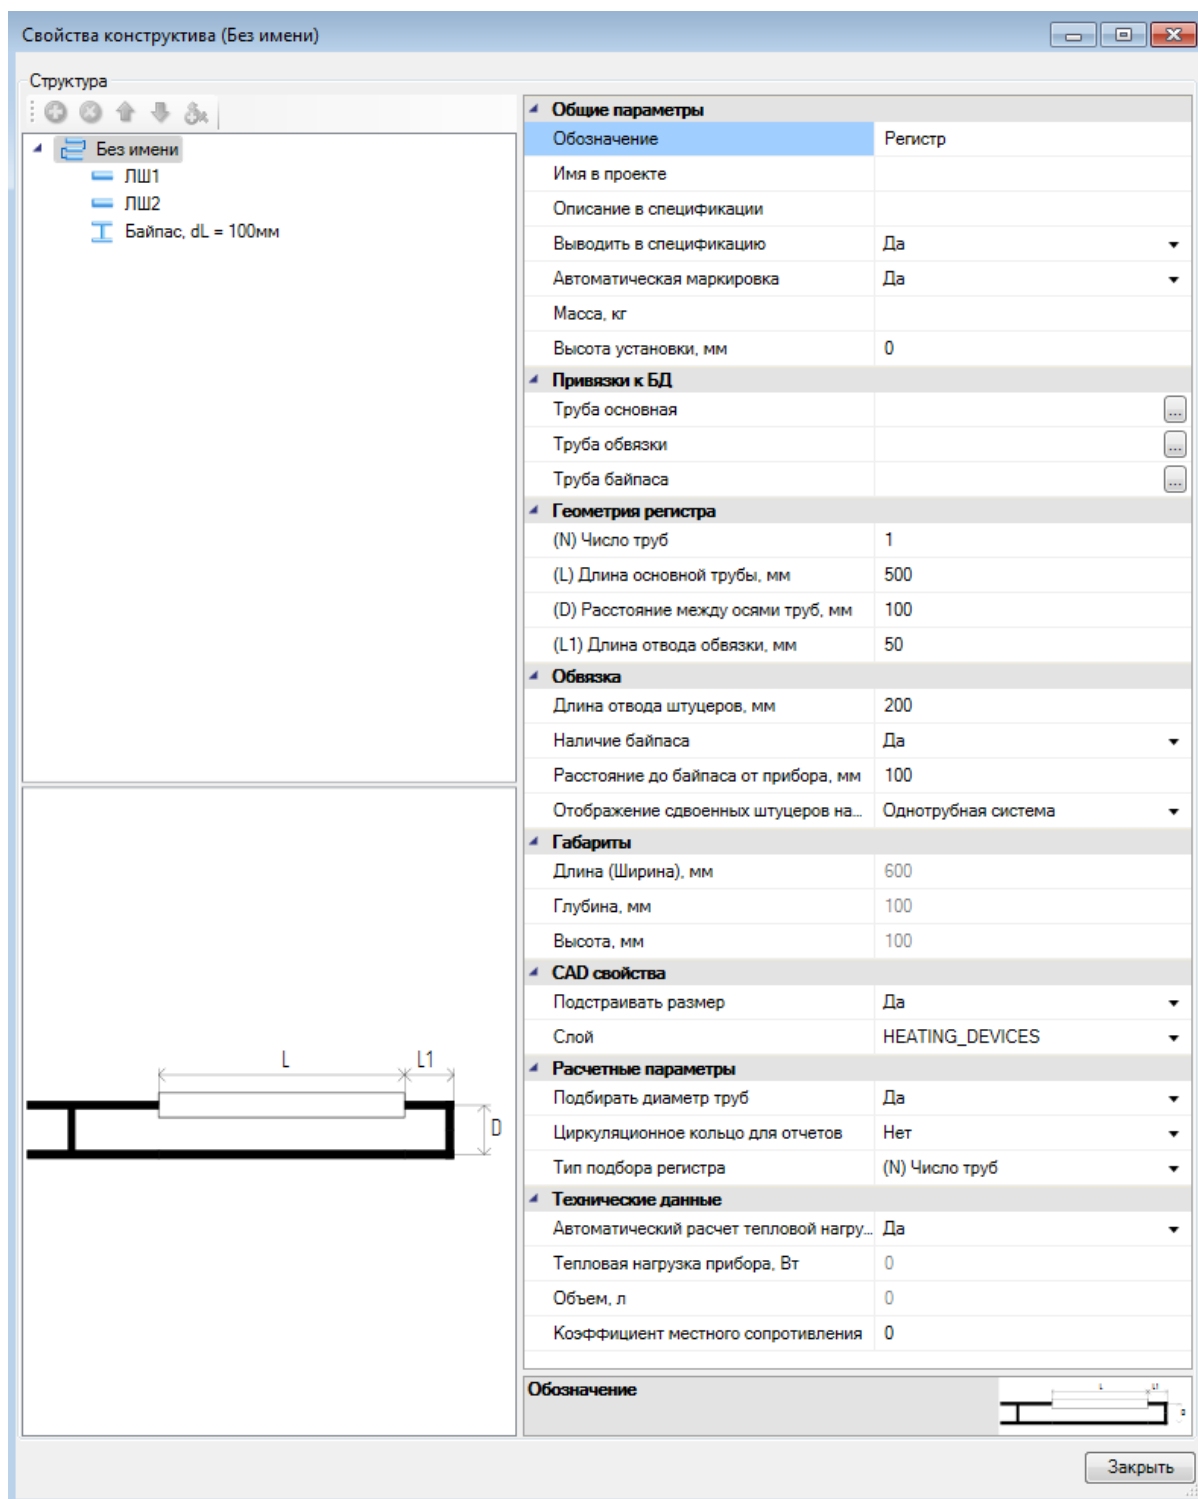 Свойства конструктива (Без имени)
Структура
Без имени
ЛШ1
ЛШ2
Байпас, dL = 100мм
Общие параметры
Обозначение Регистр
Имя в проекте
Описание в спецификации
Выводить в спецификацию Да
Автоматическая маркировка Да
Масса, кг
Высота установки, мм 0
Привязки к БД
Труба основная ...
Труба обвязки ...
Труба байпаса ...
Геометрия регистра
(N) Число труб 1
(L) Длина основной трубы, мм 500
(D) Расстояние между осями труб, мм 100
(L1) Длина отвода обвязки, мм 50
Обвязка
Длина отвода штуцеров, мм 200
Наличие байпаса Да
Расстояние до байпаса от прибора, мм 100
Отображение сдвоенных штуцеров на... Однотрубная система
Габариты
Длина (Ширина), мм 600
Глубина, мм 100
Высота, мм 100
CAD свойства
Подстраивать размер Да
Слой HEATING_DEVICES
Расчетные параметры
Подбирать диаметр труб Да
Циркуляционное кольцо для отчетов Нет
Тип подбора регистра (N) Число труб
Технические данные
Автоматический расчет тепловой нагру... Да
Тепловая нагрузка прибора, Вт 0
Объем, л 0
Коэффициент местного сопротивления 0
L L1
D
Обозначение
L L1
D
Закрыть